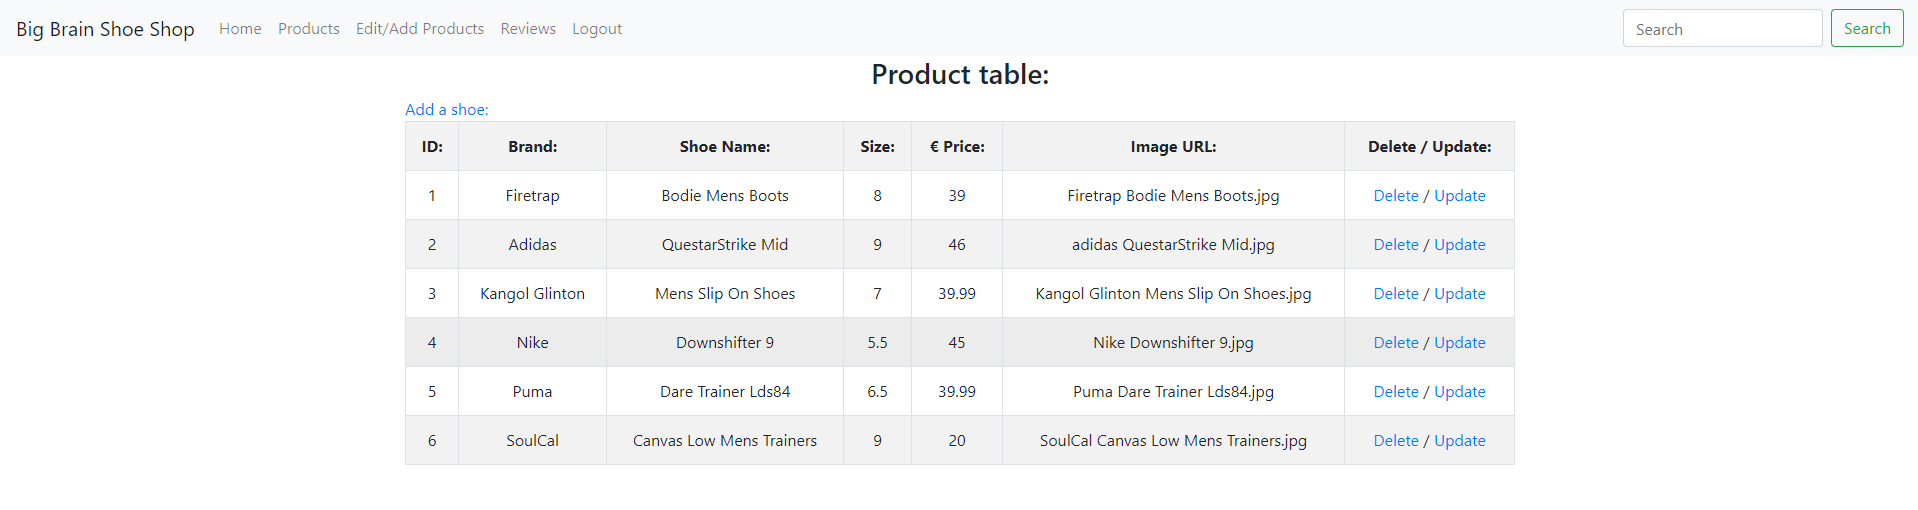 Big Brain Shoe Shop Home Products Edit/Add Products Reviews Logout Search Search
Product table:
Add a shoe:
ID: Brand: Shoe Name: Size: € Price: Image URL: Delete / Update:
1 Firetrap Bodie Mens Boots 8 39 Firetrap Bodie Mens Boots.jpg Delete / Update
2 Adidas QuestarStrike Mid 9 46 adidas QuestarStrike Mid.jpg Delete / Update
3 Kangol Glinton Mens Slip On Shoes 7 39.99 Kangol Glinton Mens Slip On Shoes.jpg Delete / Update
4 Nike Downshifter 9 5.5 45 Nike Downshifter 9.jpg Delete / Update
5 Puma Dare Trainer Lds84 6.5 39.99 Puma Dare Trainer Lds84.jpg Delete / Update
6 SoulCal Canvas Low Mens Trainers 9 20 SoulCal Canvas Low Mens Trainers.jpg Delete / Update